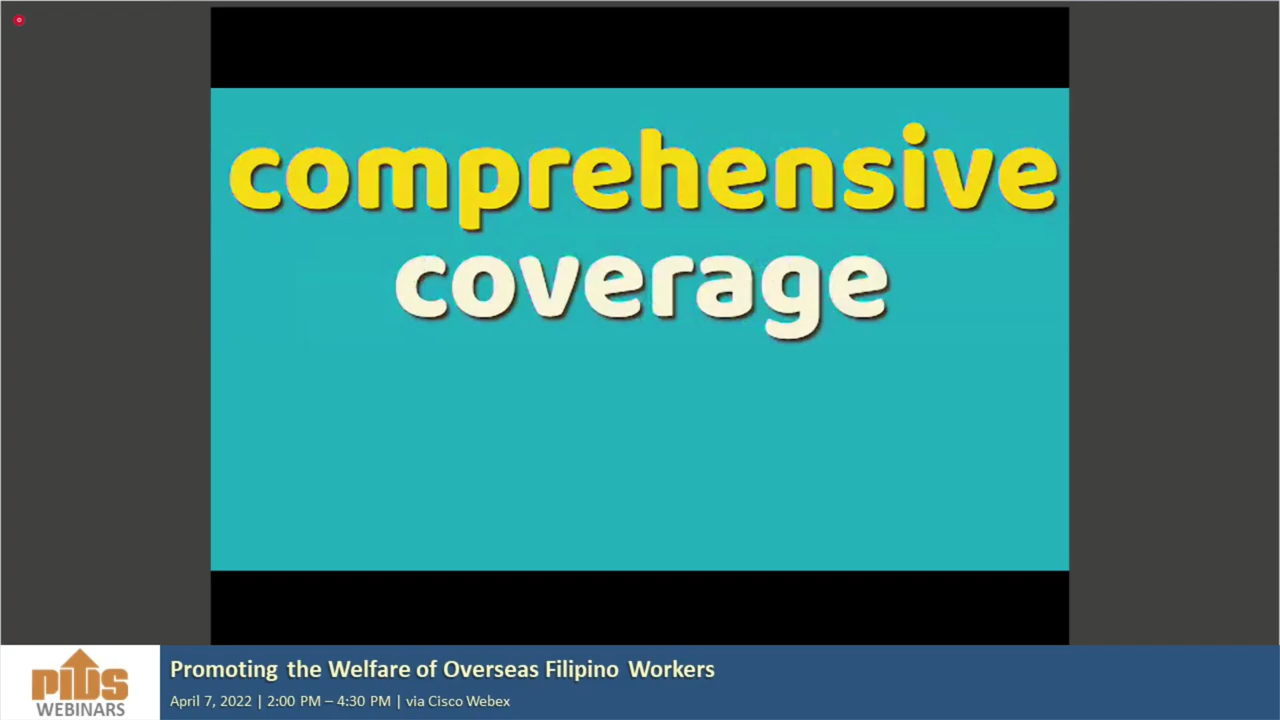 comprehensive
coverage
pids
WEBINARS
Promoting the Welfare of Overseas Filipino Workers
April 7, 2022 | 2:00 PM – 4:30 PM | via Cisco Webex